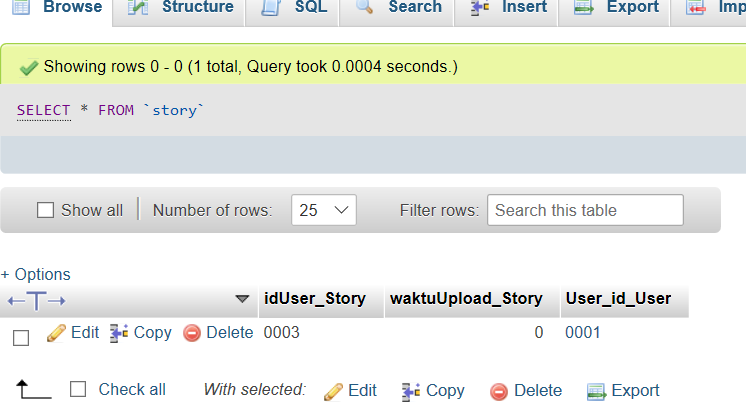 Browse Structure SQL Search Insert Export Imp
Showing rows 0 - 0 (1 total, Query took 0.0004 seconds.)
SELECT * FROM `story`
Show all Number of rows: 25 Filter rows: Search this table
+ Options
←T→ idUser_Story waktuUpload_Story User_id_User
Edit Copy Delete 0003 0 0001
Check all With selected: Edit Copy Delete Export